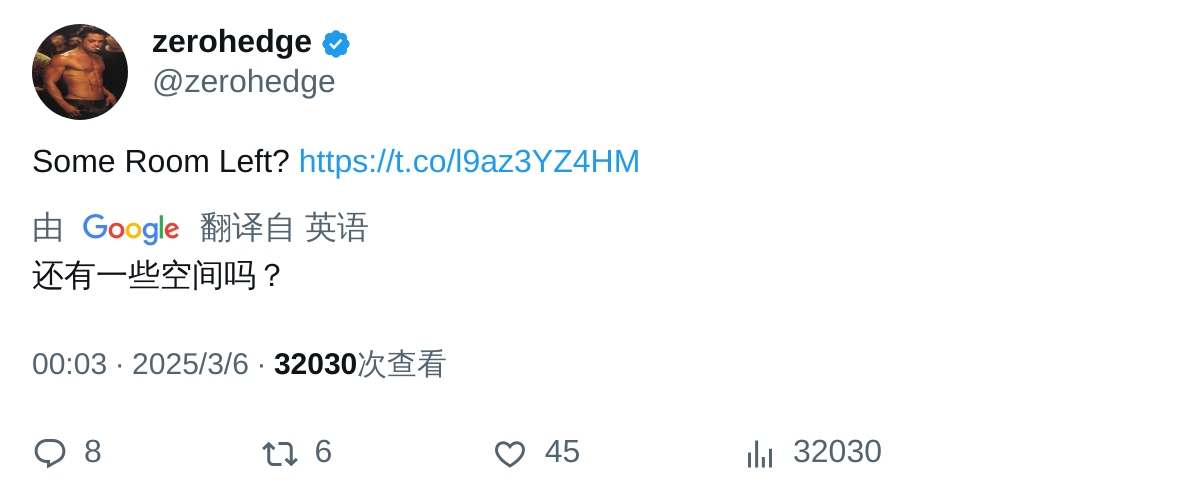 zerohedge
@zerohedge
Some Room Left? https://t.co/l9az3YZ4HM
由 Google 翻译自 英语
还有一些空间吗？
00:03 · 2025/3/6 · 32030次查看
8 6 45 32030